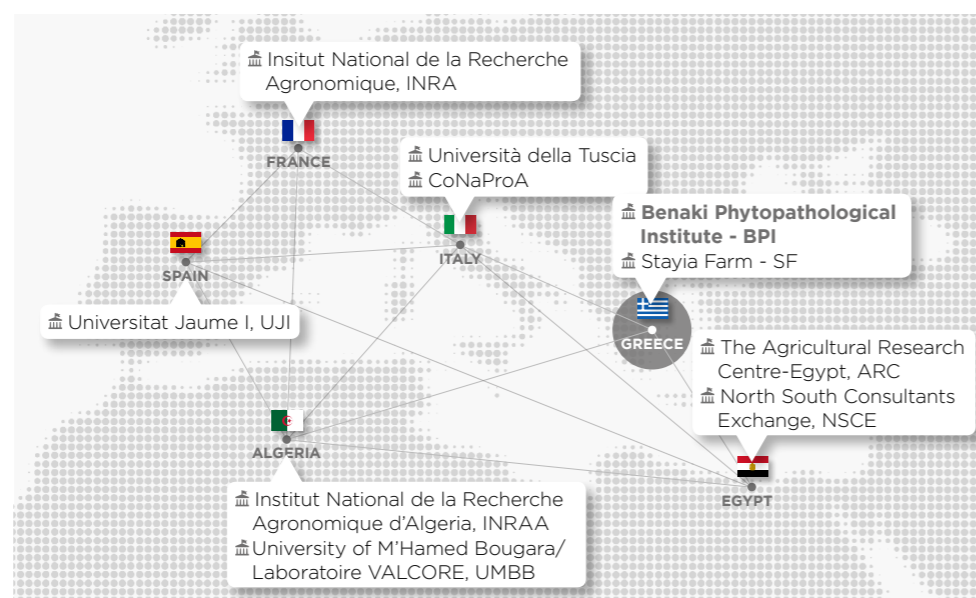 Insitut National de la Recherche
Agronomique, INRA
FRANCE
Università della Tuscia
CoNaProA
ITALY
Benaki Phytopathological
Institute - BPI
Stayia Farm - SF
GREECE
SPAIN
Universitat Jaume I, UJI
The Agricultural Research
Centre-Egypt, ARC
North South Consultants
Exchange, NSCE
EGYPT
ALGERIA
Institut National de la Recherche
Agronomique d'Algeria, INRAA
University of M'Hamed Bougara/
Laboratoire VALCORE, UMBB